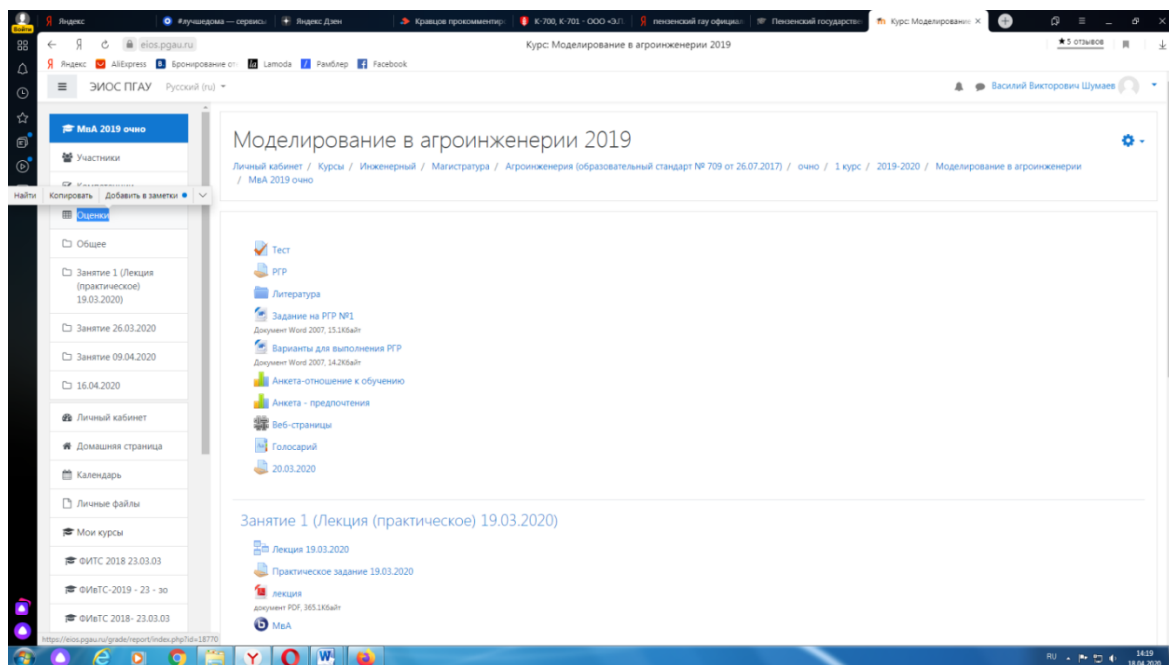 Войти
Яндекс
#лучшедома — сервисы
Яндекс Дзен
Кравцов прокомментиро
К-700, К-701 - ООО «ЭЛ.
пензенский гау официал
Пензенский государстве
Курс: Моделирование
eios.pgau.ru
Курс: Моделирование в агроинженерии 2019
★ 5 отзывов
Яндекс
AliExpress
Бронирование оте
Lamoda
Рамблер
Facebook
ЭИОС ПГАУ
Русский (ru)
Василий Викторович Шумаев
МвА 2019 очно
Участники
Найти
Копировать
Добавить в заметки
Оценки
Общее
Занятие 1 (Лекция
(практическое)
19.03.2020)
Занятие 26.03.2020
Занятие 09.04.2020
16.04.2020
Личный кабинет
Домашняя страница
Календарь
Личные файлы
Мои курсы
ФИТС 2018 23.03.03
ФИвТС-2019 - 23 - зо
ФИвТС 2018- 23.03.03
https://eios.pgau.ru/grade/report/index.php?id=18770
Моделирование в агроинженерии 2019
Личный кабинет / Курсы / Инженерный / Магистратура / Агроинженерия (образовательный стандарт № 709 от 26.07.2017) / очно / 1 курс / 2019-2020 / Моделирование в агроинженерии
/ МвА 2019 очно
Тест
РГР
Литература
Задание на РГР №1
Документ Word 2007, 15.1Кбайт
Варианты для выполнения РГР
Документ Word 2007, 14.2Кбайт
Анкета-отношение к обучению
Анкета - предпочтения
Веб-страницы
Голосарий
20.03.2020
Занятие 1 (Лекция (практическое) 19.03.2020)
Лекция 19.03.2020
Практическое задание 19.03.2020
лекция
документ PDF, 365.1Кбайт
МвА
RU
14:19
18.04.2020